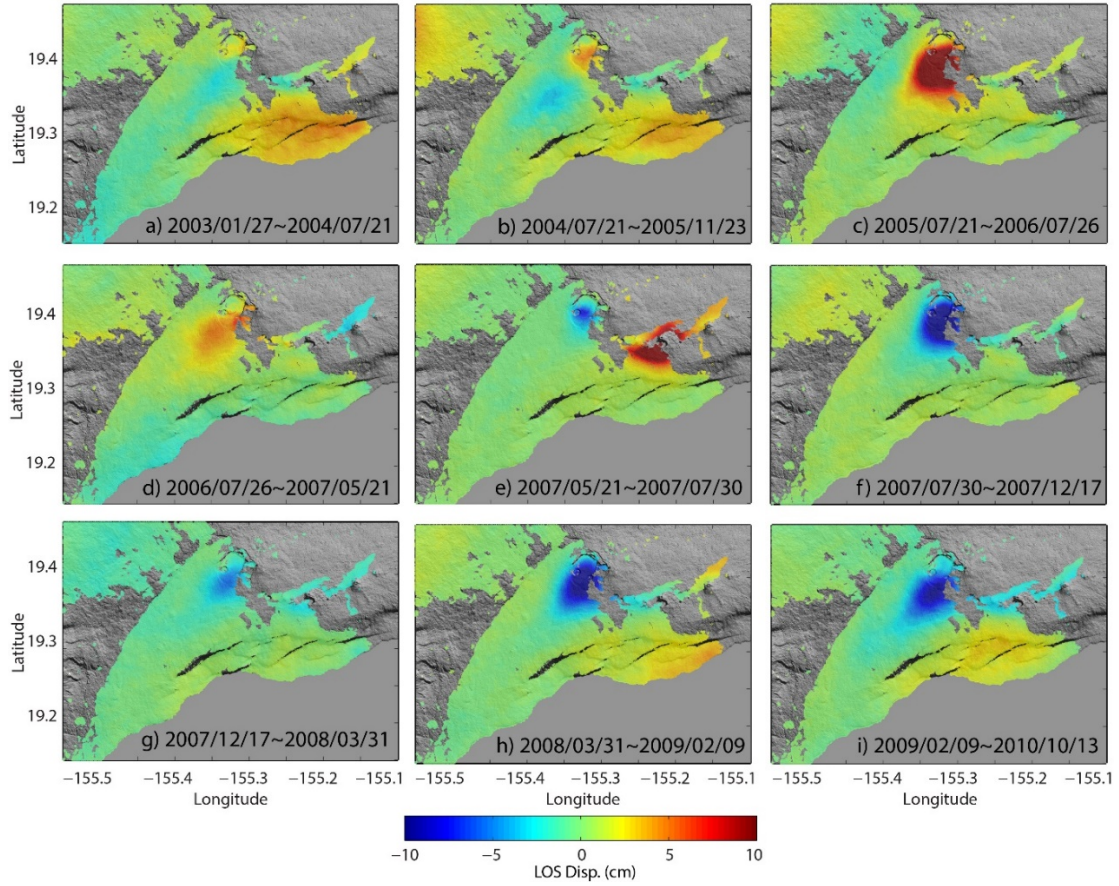 19.4
19.3
19.2
Latitude
a) 2003/01/27~2004/07/21
b) 2004/07/21~2005/11/23
c) 2005/07/21~2006/07/26
19.4
19.3
19.2
Latitude
d) 2006/07/26~2007/05/21
e) 2007/05/21~2007/07/30
f) 2007/07/30~2007/12/17
19.4
19.3
19.2
Latitude
g) 2007/12/17~2008/03/31
h) 2008/03/31~2009/02/09
i) 2009/02/09~2010/10/13
−155.5 −155.4 −155.3 −155.2 −155.1
−155.5 −155.4 −155.3 −155.2 −155.1
−155.5 −155.4 −155.3 −155.2 −155.1
Longitude
Longitude
Longitude
−10 −5 0 5 10
LOS Disp. (cm)